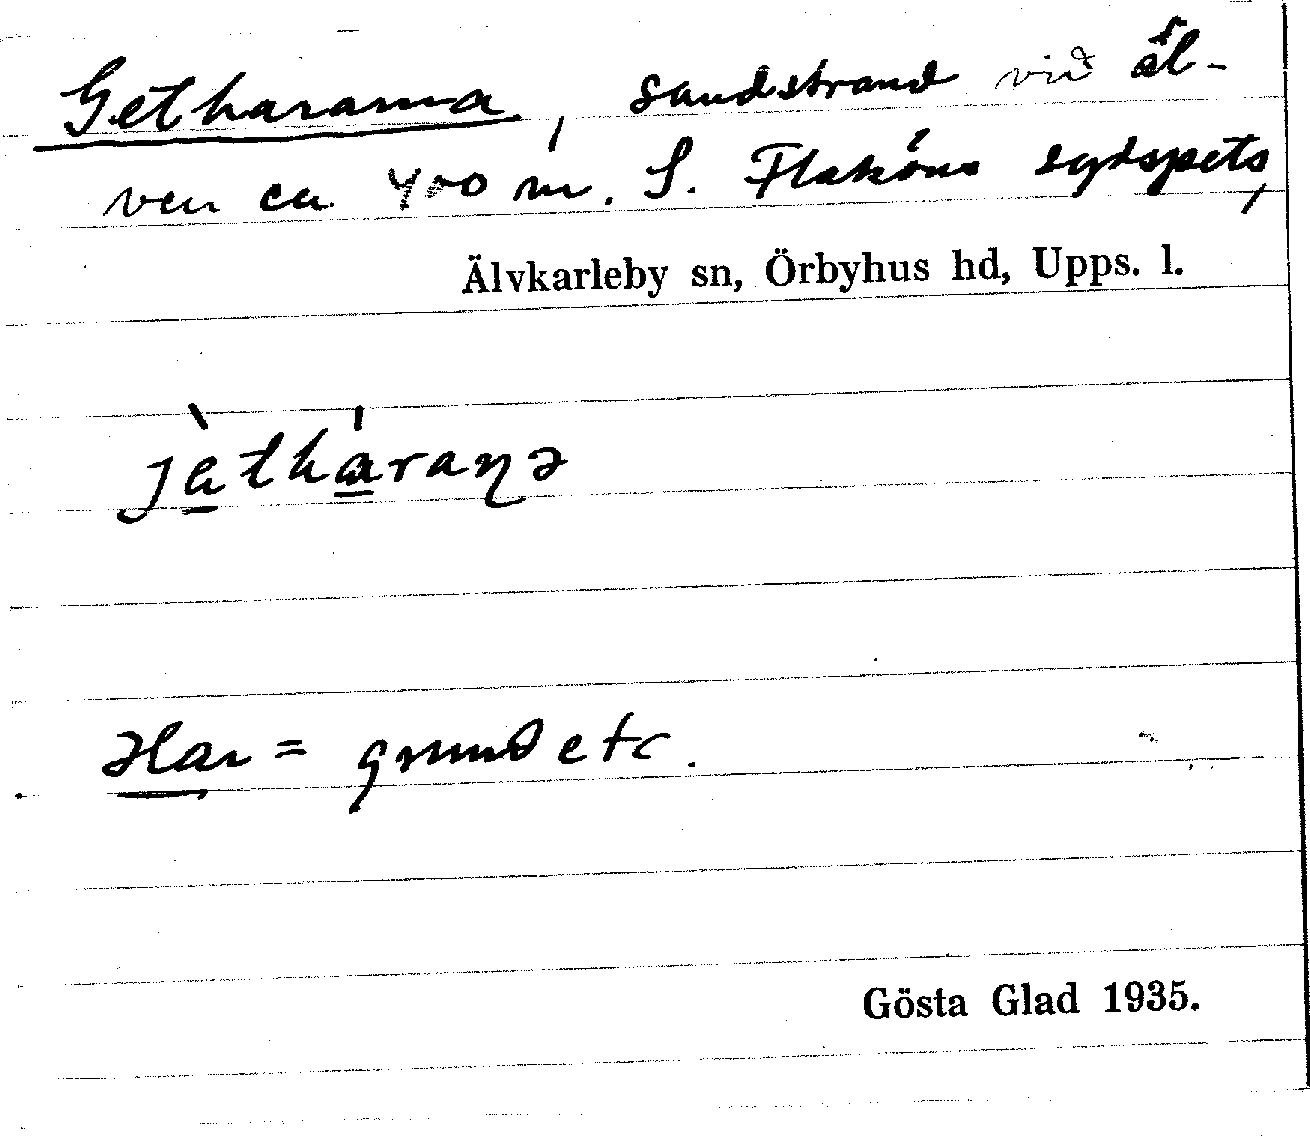 Gethararna, sandstrand vid äl-
ven ca 400 m. S. Flaköns sydspets,
Älvkarleby sn, Örbyhus hd, Upps. l.
jàtháraɳə
Har = grund etc.
Gösta Glad 1935.